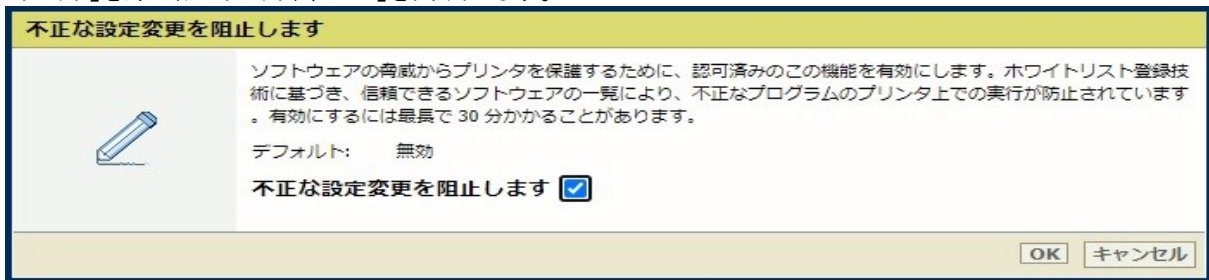 不正な設定変更を阻止します
ソフトウェアの脅威からプリンタを保護するために、認可済みのこの機能を有効にします。ホワイトリスト登録技
術に基づき、信頼できるソフトウェアの一覧により、不正なプログラムのプリンタ上での実行が防止されています
。有効にするには最長で 30 分かかることがあります。
デフォルト: 無効
不正な設定変更を阻止します
OK キャンセル